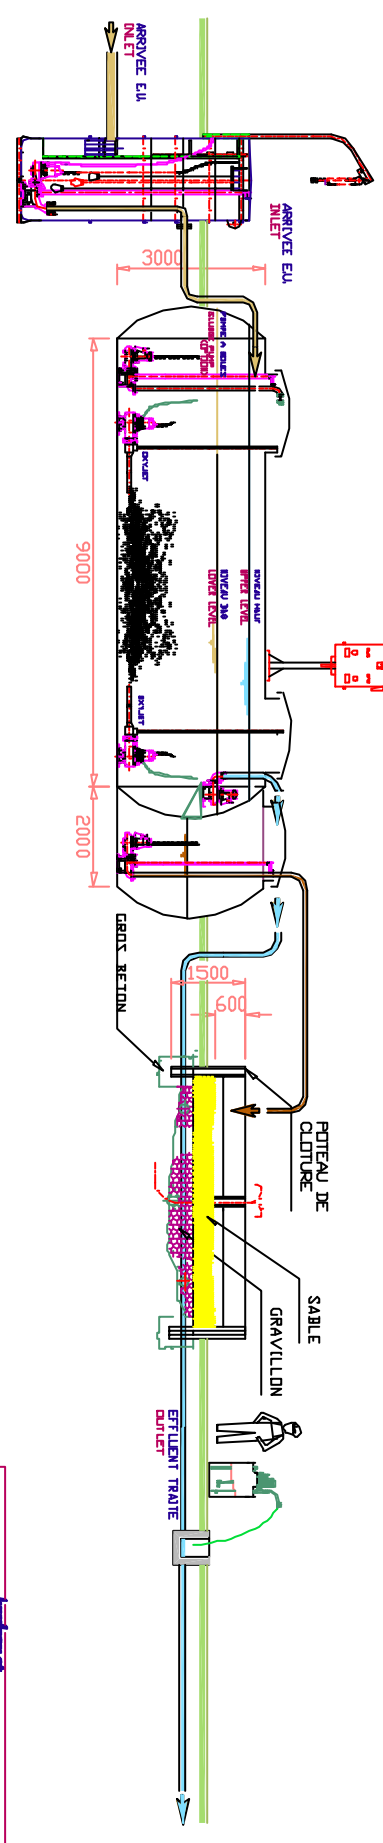 ARRIVEE E.U.
INLET
ARRIVEE E.U.
INLET
3000
OXYJET
9000
NIVEAU HAUT
UPPER LEVEL
NIVEAU BAS
LOWER LEVEL
OXYJET
2000
GROS BETON
1500
600
POTEAU DE
CLOTURE
SABLE
GRAVILLON
EFFLUENT TRAITE
OUTLET